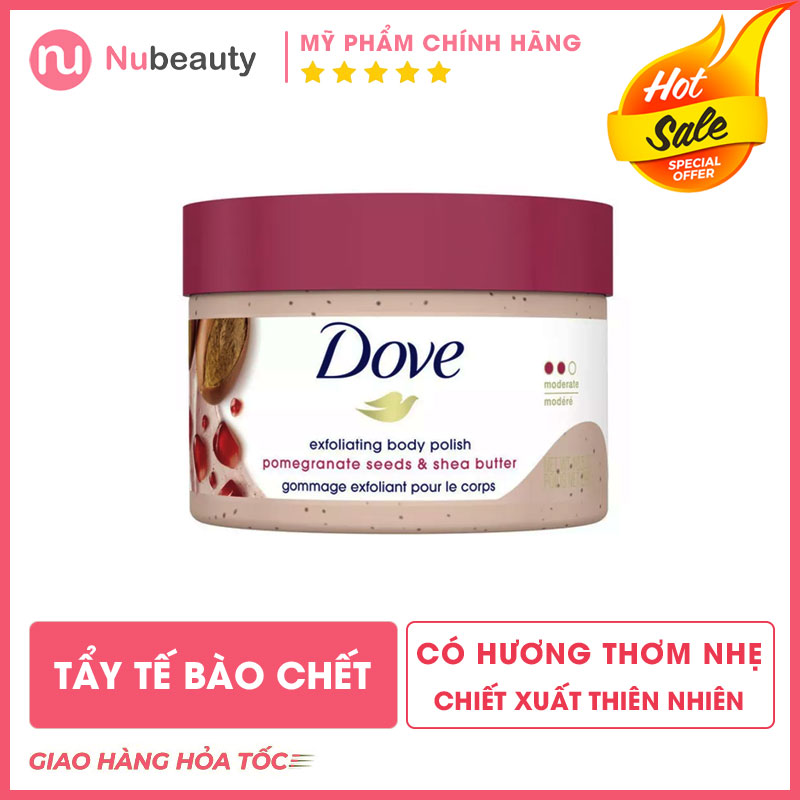 nu Nubeauty
MỸ PHẨM CHÍNH HÃNG
Hot
Sale
SPECIAL
OFFER
Dove
moderate
modéré
exfoliating body polish
pomegranate seeds & shea butter
gommage exfoliant pour le corps
TẨY TẾ BÀO CHẾT
CÓ HƯƠNG THƠM NHẸ
CHIẾT XUẤT THIÊN NHIÊN
GIAO HÀNG HỎA TỐC